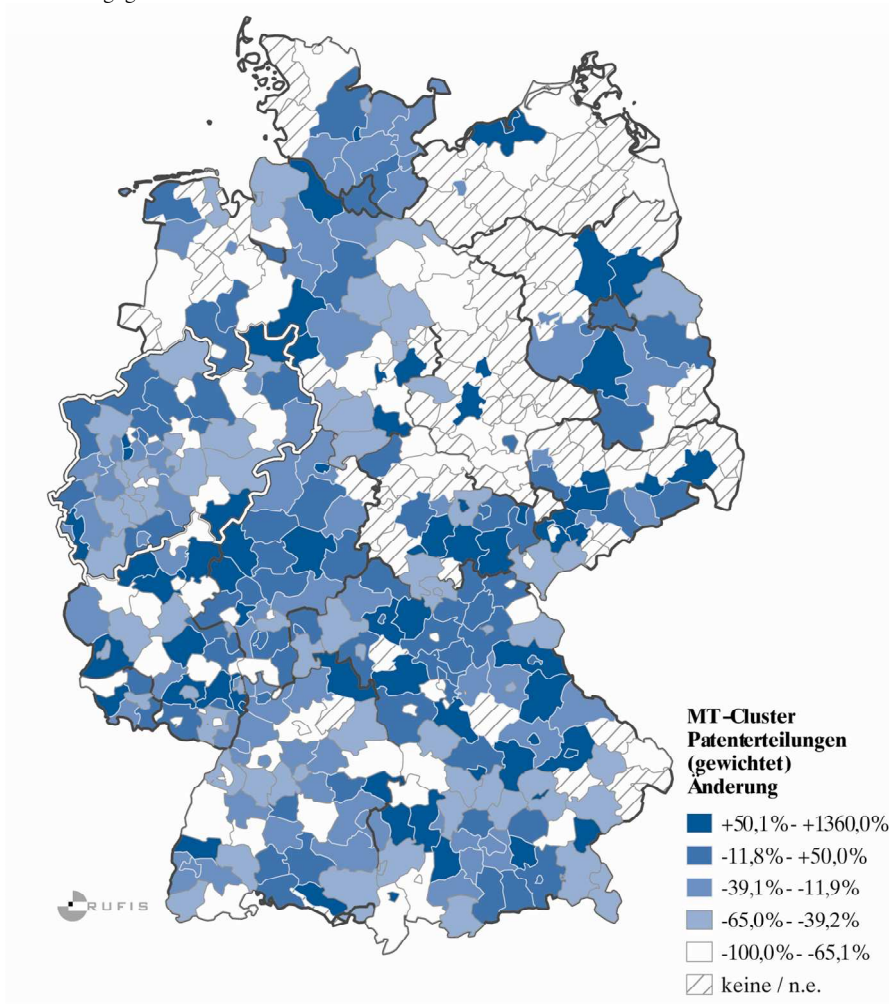 RUFIS
MT-Cluster
Patenterteilungen
(gewichtet)
Änderung
+50,1%- +1360,0%
-11,8%- +50,0%
-39,1%- -11,9%
-65,0%- -39,2%
-100,0%- -65,1%
keine / n.e.